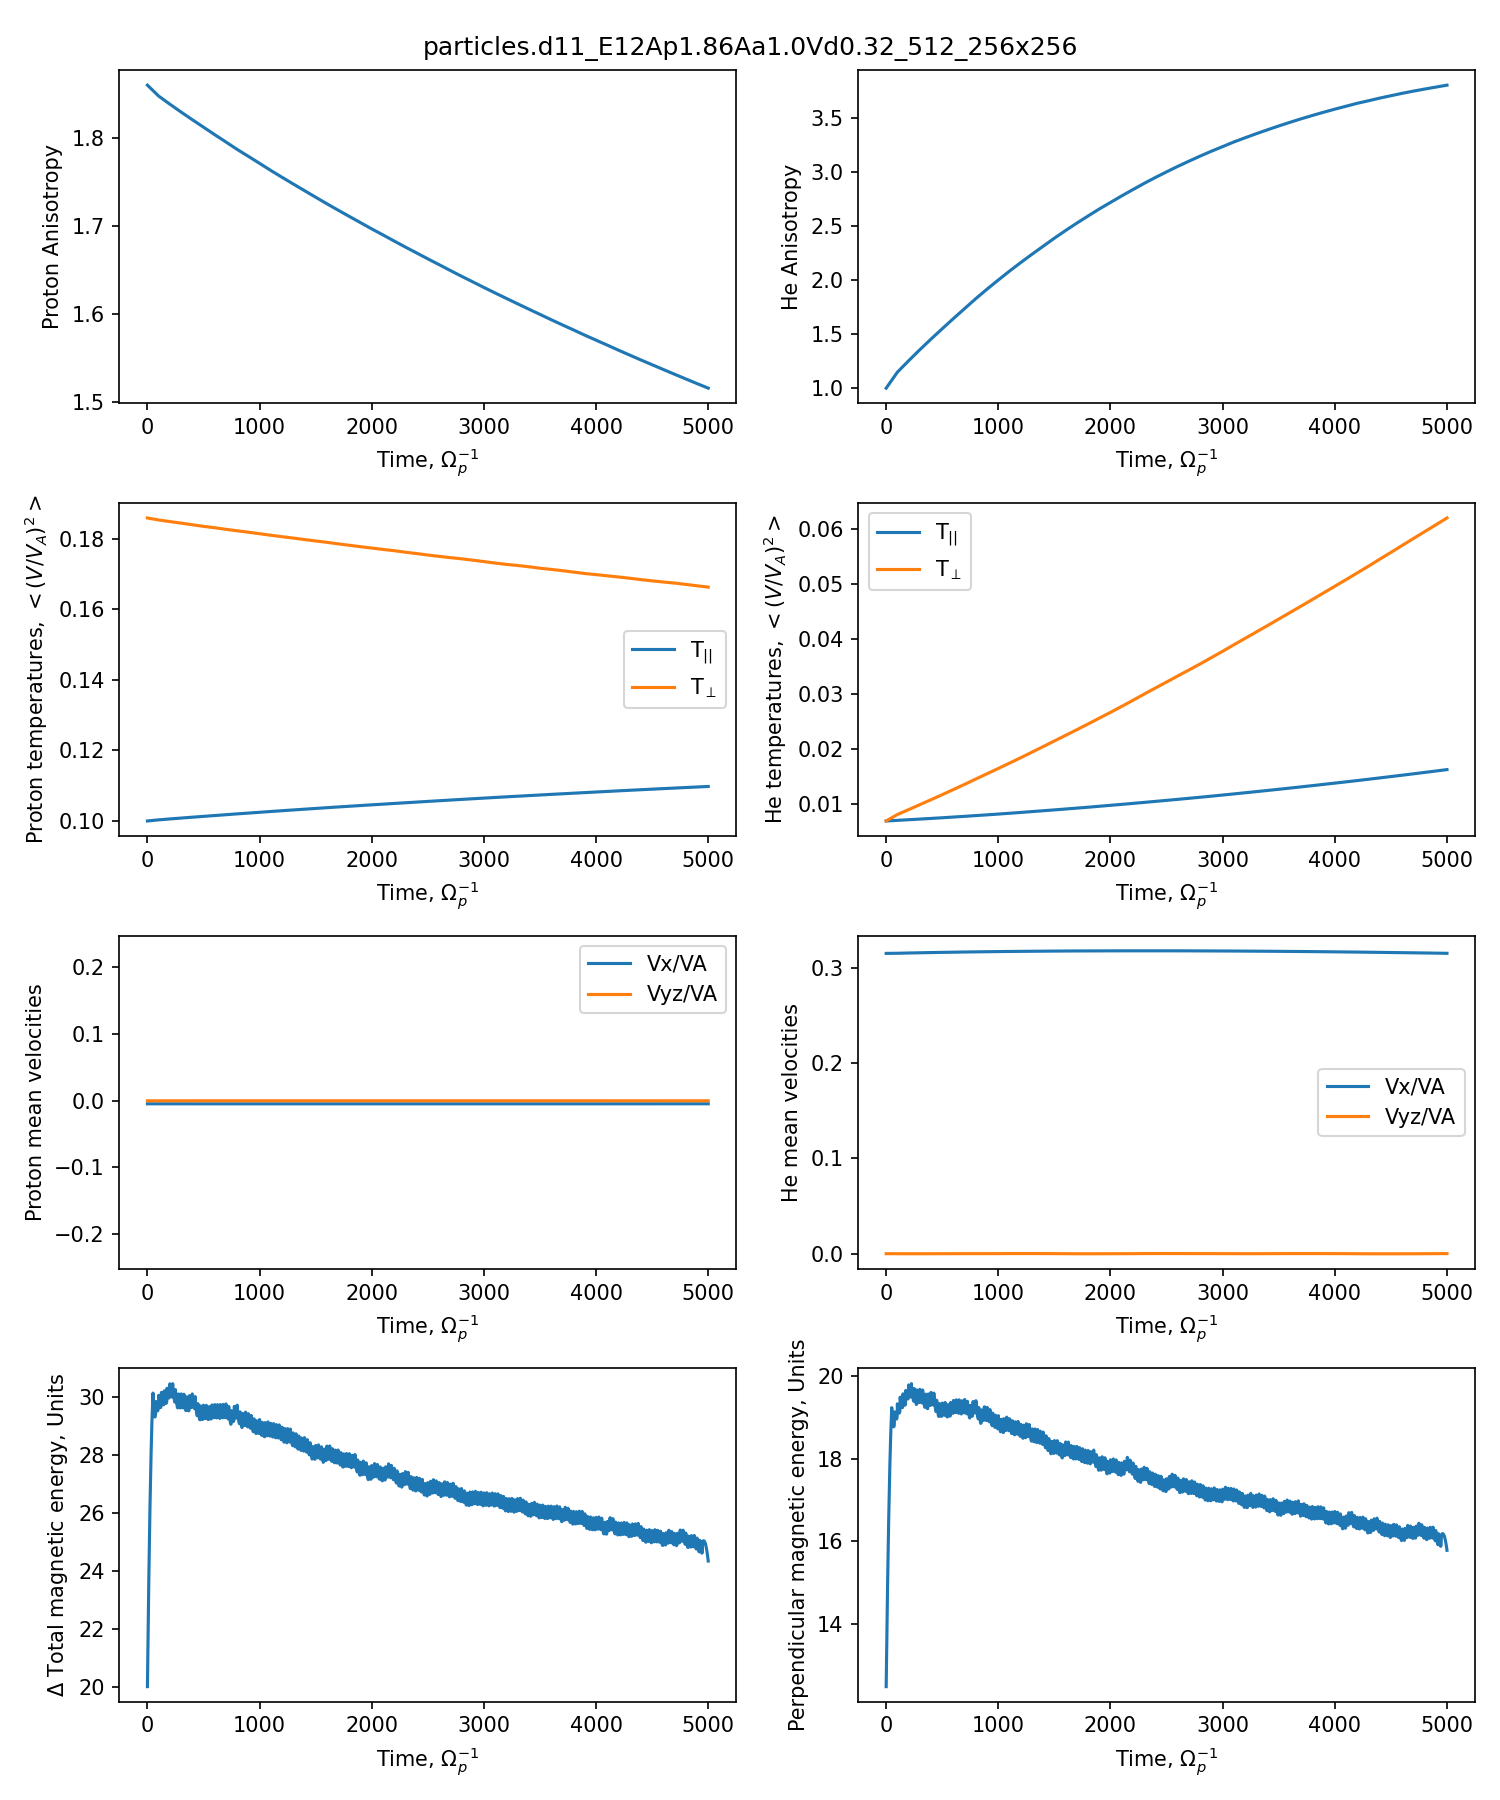 particles.d11_E12Ap1.86Aa1.0Vd0.32_512_256x256
Proton Anisotropy
1.8
1.7
1.6
1.5
0 1000 2000 3000 4000 5000
Time, Ω_p^{-1}
He Anisotropy
3.5
3.0
2.5
2.0
1.5
1.0
0 1000 2000 3000 4000 5000
Time, Ω_p^{-1}
Proton temperatures, < (V/V_A)^2 >
0.18
0.16
0.14
0.12
0.10
T_{||}
T_⊥
0 1000 2000 3000 4000 5000
Time, Ω_p^{-1}
He temperatures, < (V/V_A)^2 >
0.06
0.05
0.04
0.03
0.02
0.01
T_{||}
T_⊥
0 1000 2000 3000 4000 5000
Time, Ω_p^{-1}
Proton mean velocities
0.2
0.1
0.0
−0.1
−0.2
Vx/VA
Vyz/VA
0 1000 2000 3000 4000 5000
Time, Ω_p^{-1}
He mean velocities
0.3
0.2
0.1
0.0
Vx/VA
Vyz/VA
0 1000 2000 3000 4000 5000
Time, Ω_p^{-1}
Δ Total magnetic energy, Units
30
28
26
24
22
20
0 1000 2000 3000 4000 5000
Time, Ω_p^{-1}
Perpendicular magnetic energy, Units
20
18
16
14
0 1000 2000 3000 4000 5000
Time, Ω_p^{-1}